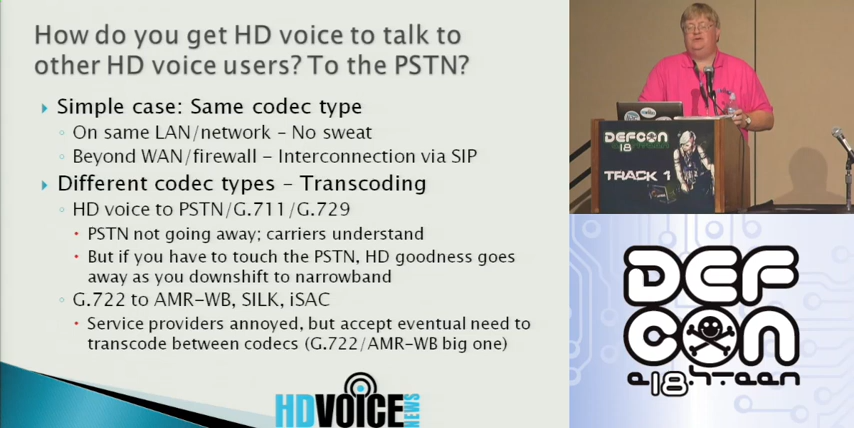 How do you get HD voice to talk to
other HD voice users? To the PSTN?
Simple case: Same codec type
On same LAN/network – No sweat
Beyond WAN/firewall – Interconnection via SIP
Different codec types – Transcoding
HD voice to PSTN/G.711/G.729
PSTN not going away; carriers understand
But if you have to touch the PSTN, HD goodness goes
away as you downshift to narrowband
G.722 to AMR-WB, SILK, iSAC
Service providers annoyed, but accept eventual need to
transcode between codecs (G.722/AMR-WB big one)
HDVOICE
NEWS
DEFCON
18
TRACK 1
DEF
CON
e.18.h-teen